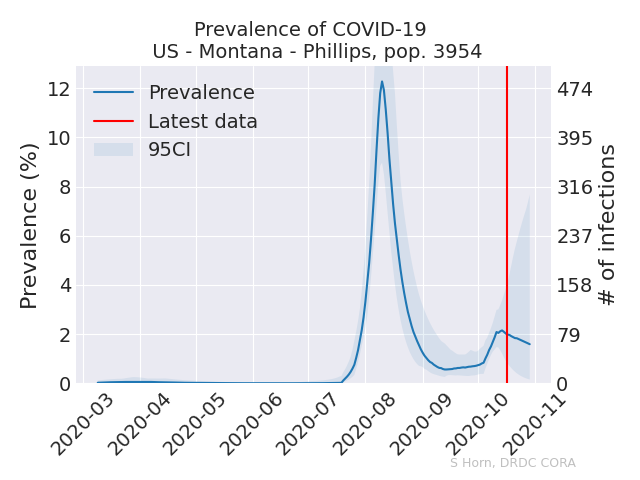 Prevalence of COVID-19
US - Montana - Phillips, pop. 3954
Prevalence
Latest data
95CI
Prevalence (%)
12
10
8
6
4
2
0
474
395
316
237
158
79
0
# of infections
2020-03
2020-04
2020-05
2020-06
2020-07
2020-08
2020-09
2020-10
2020-11
S Horn, DRDC CORA